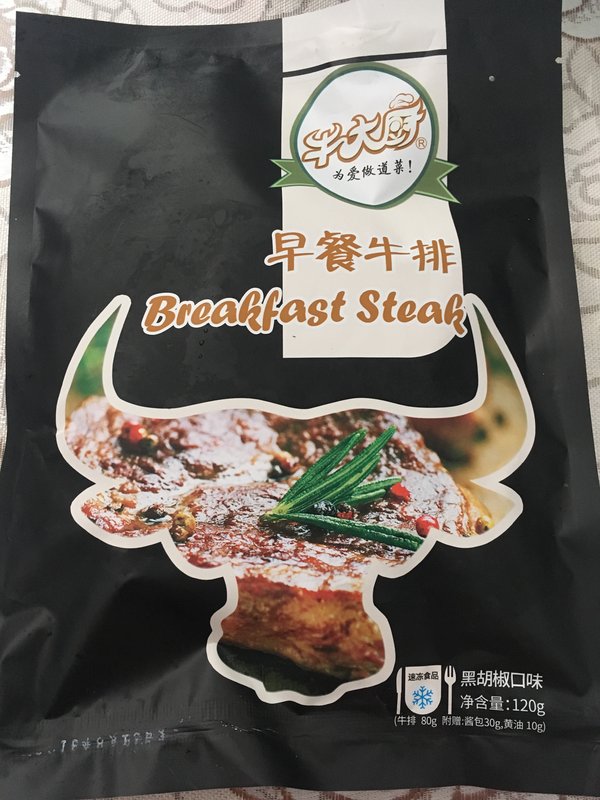 牛大厨®
为爱做道菜!
早餐牛排
Breakfast Steak
速冻食品
黑胡椒口味
净含量:120g
(牛排 80g 附赠:酱包30g,黄油 10g)